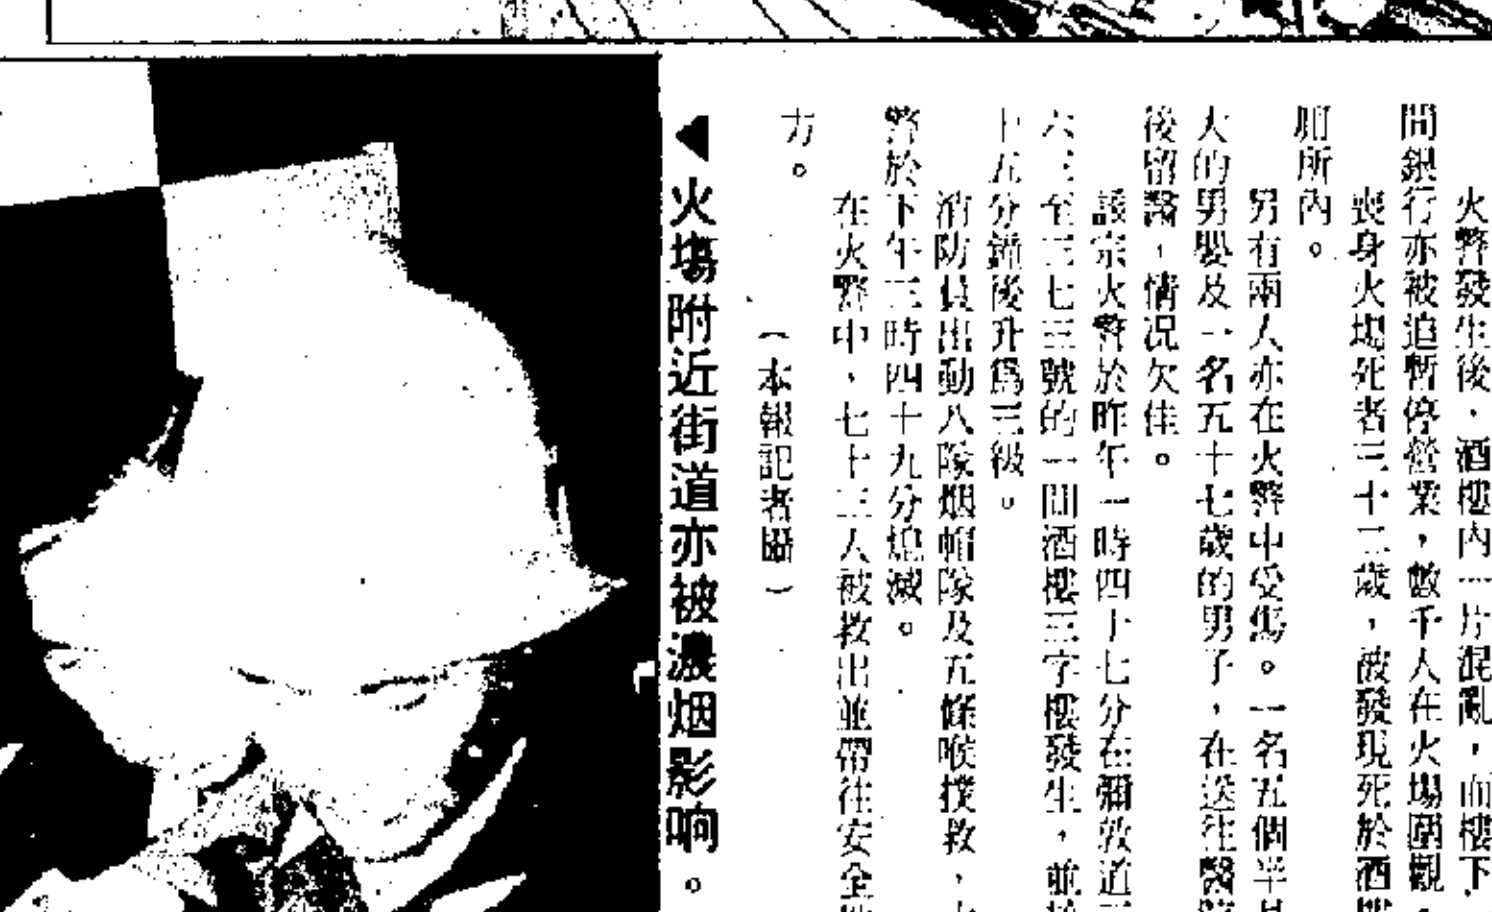 火警發生後，酒樓內一片混亂，而樓下
間銀行亦被迫暫停營業，數千人在火場圍觀。
喪身火場死者三十二歲，被發現死於酒樓
厠所內。
另有兩人亦在火警中受傷。一名五個半月
大的男嬰及一名五十七歲的男子，在送往醫院
後留醫，情况欠佳。
該宗火警於昨午一時四十七分在彌敦道三
六三至三七三號的一間酒樓三字樓發生，並於
十五分鐘後升爲三級。
消防員出動八隊烟帽隊及五條喉撲救，火
警於下午三時四十九分熄滅。
在火警中，七十三人被救出並帶往安全地
方。
（本報記者攝）
◀火場附近街道亦被濃烟影响。